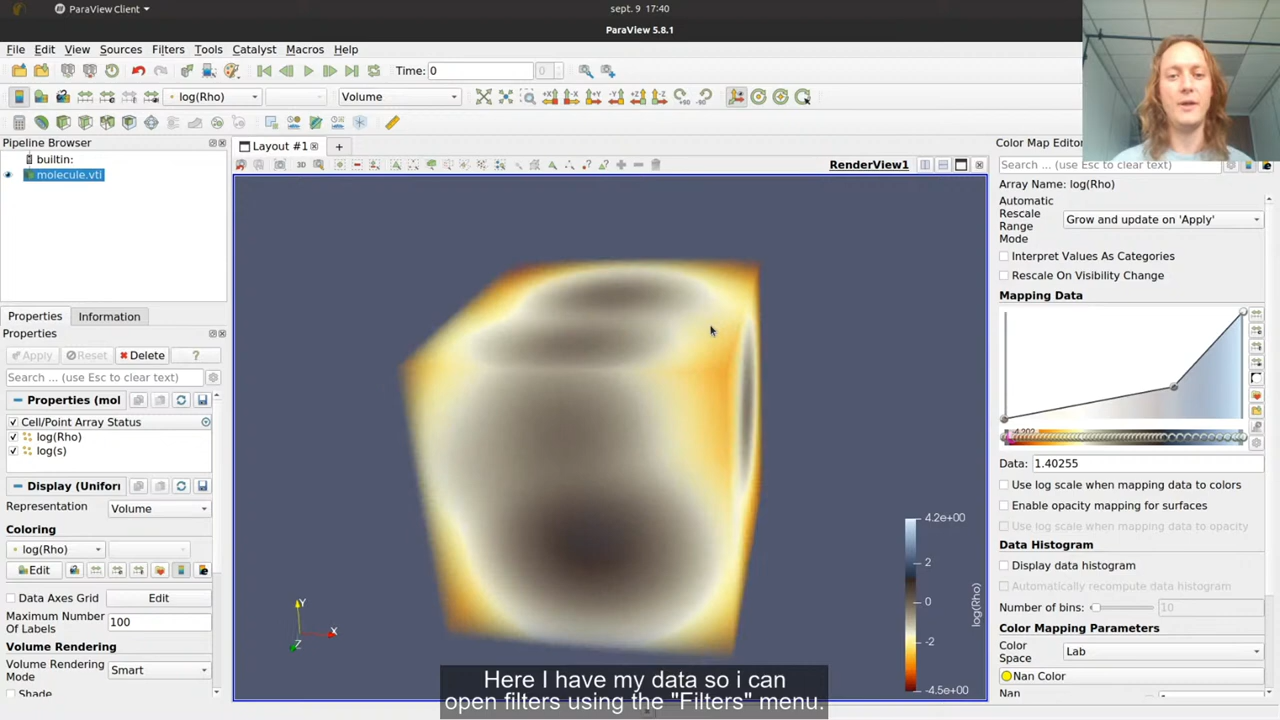 ParaView Client
sept. 9 17:40
ParaView 5.8.1
File Edit View Sources Filters Tools Catalyst Macros Help
Time: 0 0
log(Rho) Volume
+X -X +Y -Y +Z -Z
Pipeline Browser
builtin:
molecule.vti
Layout #1 +
3D
RenderView1
Properties Information
Properties
Apply Reset Delete ?
Search ... (use Esc to clear text)
Properties (mol
Cell/Point Array Status
log(Rho)
log(s)
Display (Uniforr
Representation Volume
Coloring
log(Rho)
Edit
Data Axes Grid Edit
Maximum Number
Of Labels
100
Volume Rendering
Volume Rendering
Mode
Smart
Shade
Y
X
Z
4.2e+00
2
0
-2
-4.5e+00
log(Rho)
Color Map Editor
Search ... (use Esc to clear text)
Array Name: log(Rho)
Automatic
Rescale
Range
Mode
Grow and update on 'Apply'
Interpret Values As Categories
Rescale On Visibility Change
Mapping Data
Data: 1.40255
Use log scale when mapping data to colors
Enable opacity mapping for surfaces
Use log scale when mapping data to opacity
Data Histogram
Display data histogram
Automatically recompute data histogram
Number of bins: 10
Color Mapping Parameters
Color
Space
Lab
Nan Color
Nan
Here I have my data so i can
open filters using the "Filters" menu.